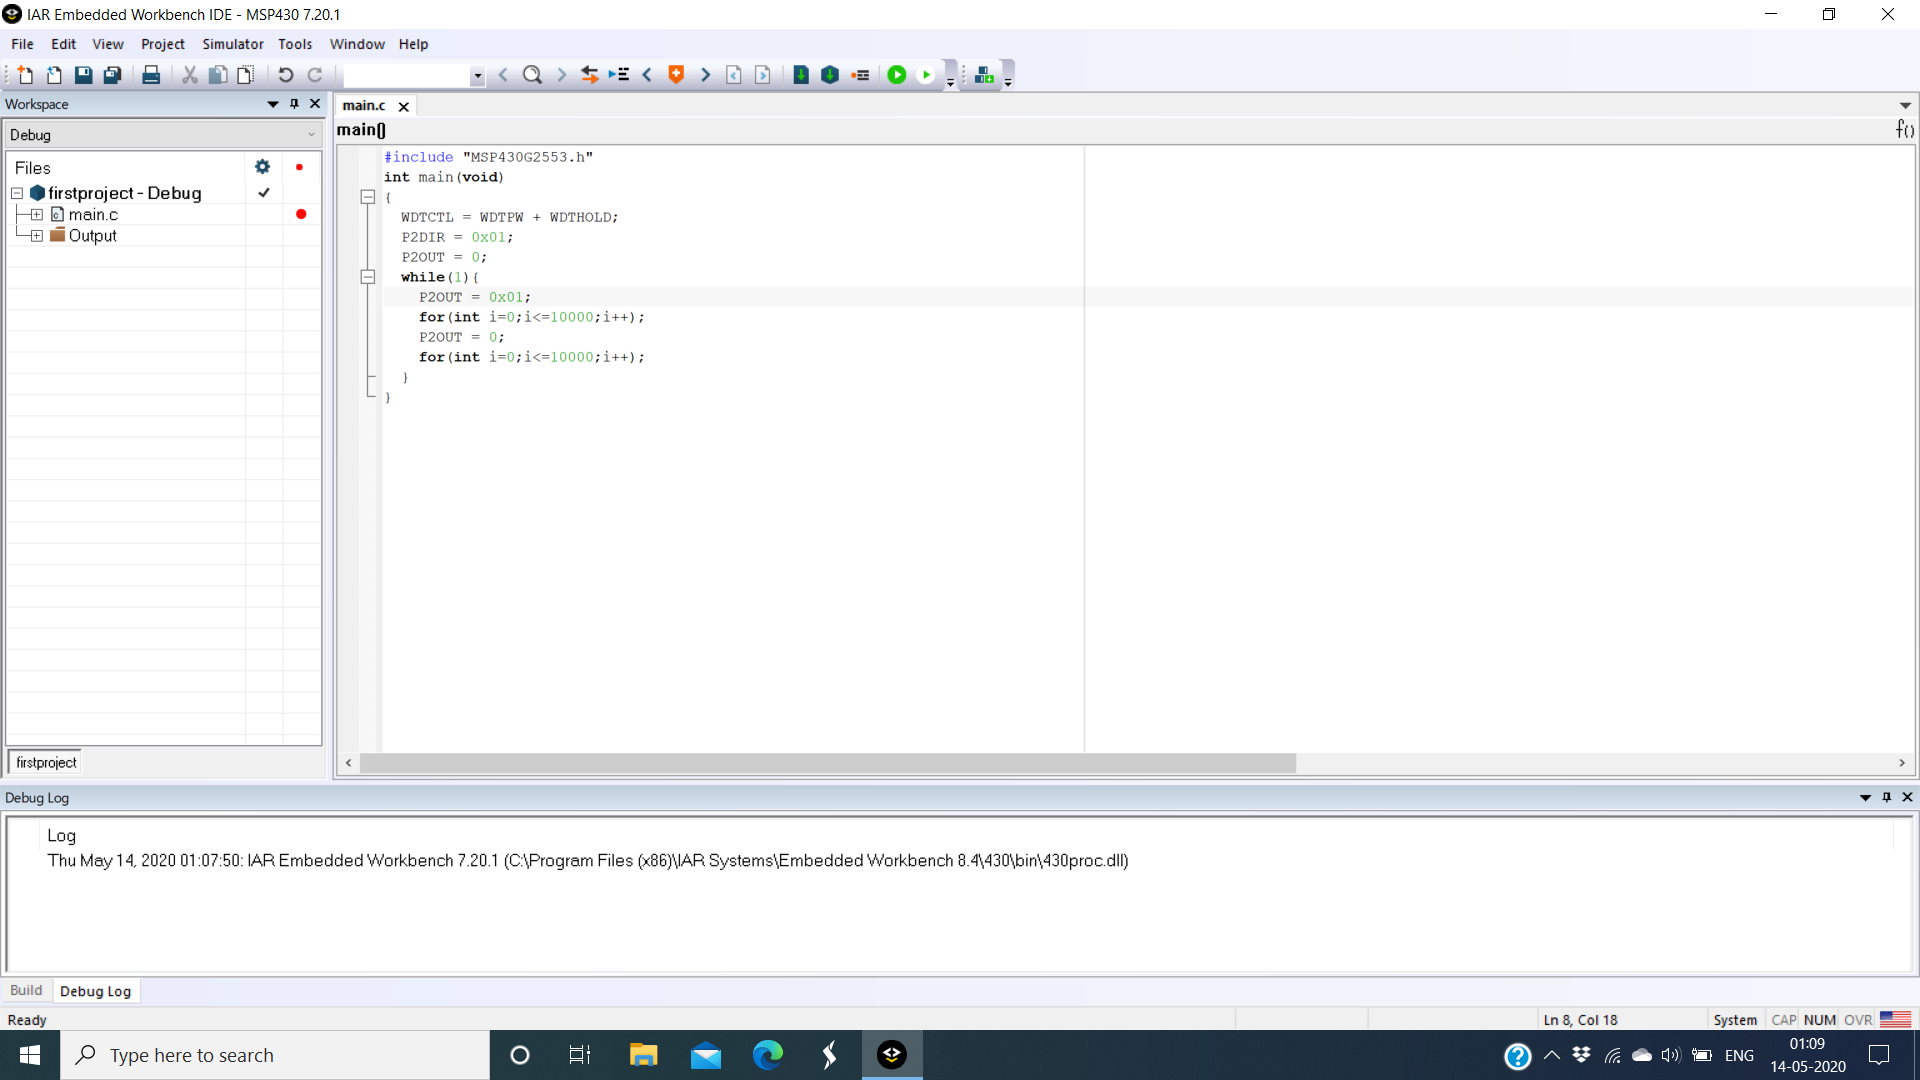 IAR Embedded Workbench IDE - MSP430 7.20.1
File Edit View Project Simulator Tools Window Help
Workspace
main.c
Debug
main()
f()
Files
firstproject - Debug
main.c
Output
#include "MSP430G2553.h"
int main(void)
{
WDTCTL = WDTPW + WDTHOLD;
P2DIR = 0x01;
P2OUT = 0;
while(1){
P2OUT = 0x01;
for(int i=0;i<=10000;i++);
P2OUT = 0;
for(int i=0;i<=10000;i++);
}
}
firstproject
Debug Log
Log
Thu May 14, 2020 01:07:50: IAR Embedded Workbench 7.20.1 (C:\Program Files (x86)\IAR Systems\Embedded Workbench 8.4\430\bin\430proc.dll)
Build Debug Log
Ready Ln 8, Col 18 System CAP NUM OVR
Type here to search
ENG
01:09
14-05-2020